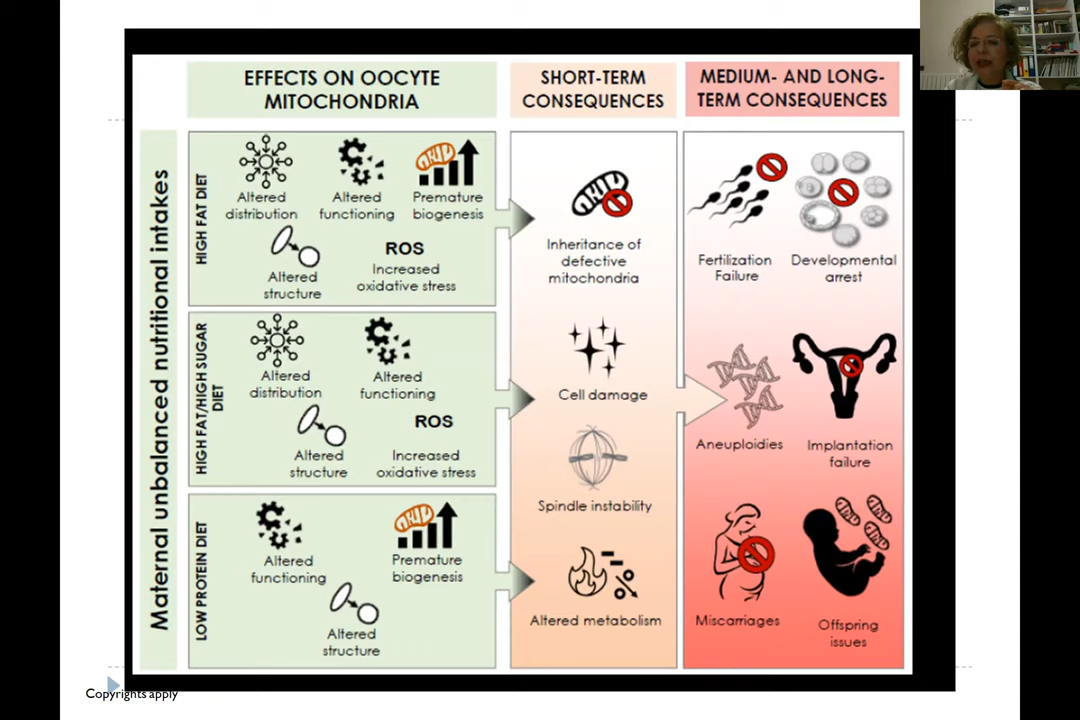 EFFECTS ON OOCYTE
MITOCHONDRIA
SHORT-TERM
CONSEQUENCES
MEDIUM- AND LONG-
TERM CONSEQUENCES
Maternal unbalanced nutritional intakes
HIGH FAT DIET
Altered
distribution
Altered
functioning
Premature
biogenesis
Altered
structure
ROS
Increased
oxidative stress
HIGH FAT/HIGH SUGAR
DIET
Altered
distribution
Altered
functioning
Altered
structure
ROS
Increased
oxidative stress
LOW PROTEIN DIET
Altered
functioning
Premature
biogenesis
Altered
structure
Inheritance of
defective
mitochondria
Cell damage
Spindle instability
Altered metabolism
Fertilization
Failure
Developmental
arrest
Aneuploidies
Implantation
failure
Miscarriages
Offspring
issues
Copyrights apply